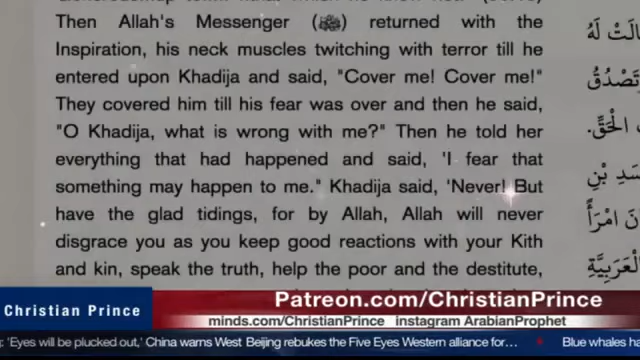 Then Allah's Messenger (ﷺ) returned with the
Inspiration, his neck muscles twitching with terror till he
entered upon Khadija and said, "Cover me! Cover me!"
They covered him till his fear was over and then he said,
"O Khadija, what is wrong with me?" Then he told her
everything that had happened and said, 'I fear that
something may happen to me." Khadija said, 'Never! But
have the glad tidings, for by Allah, Allah will never
disgrace you as you keep good reactions with your Kith
and kin, speak the truth, help the poor and the destitute,
لَهُ
وَتَصْدُقُ
الْحَقِّ.
بْنِ
امْرَأً
الْعَرَبِيَّةِ
Christian Prince
Patreon.com/ChristianPrince
minds.com/ChristianPrince instagram ArabianProphet
'Eyes will be plucked out,' China warns West Beijing rebukes the Five Eyes Western alliance for... Blue whales ha